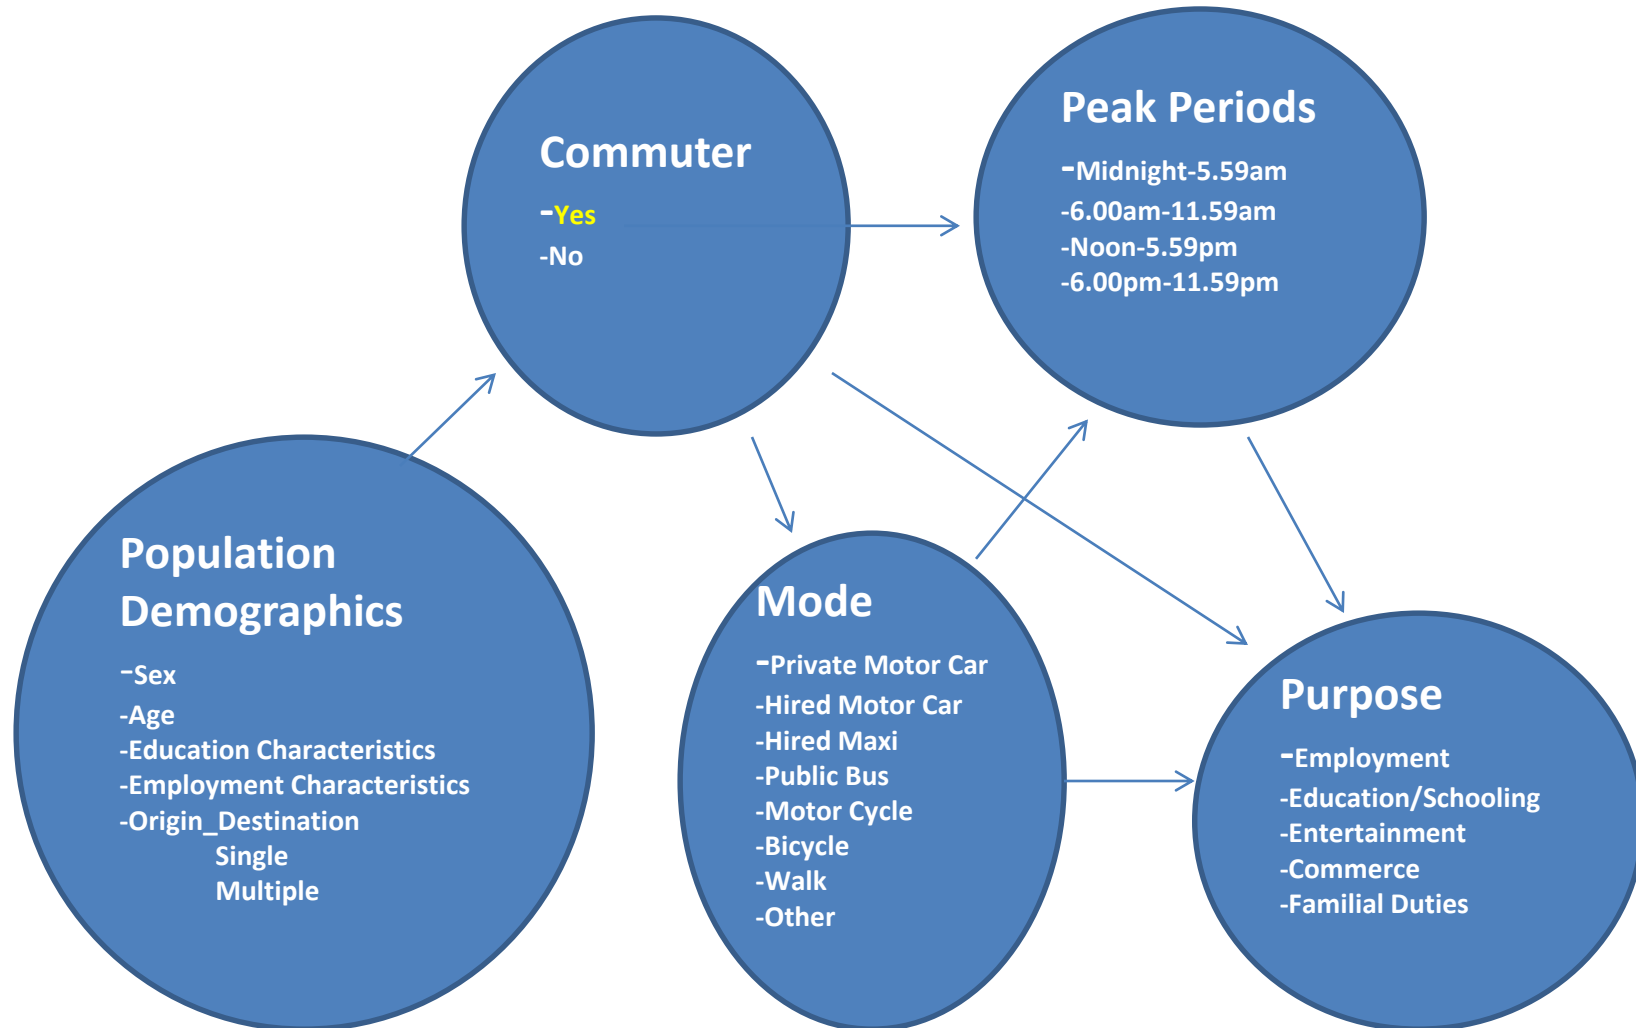 Commuter
-Yes
-No
Peak Periods
-Midnight-5.59am
-6.00am-11.59am
-Noon-5.59pm
-6.00pm-11.59pm
Population
Demographics
-Sex
-Age
-Education Characteristics
-Employment Characteristics
-Origin_Destination
Single
Multiple
Mode
-Private Motor Car
-Hired Motor Car
-Hired Maxi
-Public Bus
-Motor Cycle
-Bicycle
-Walk
-Other
Purpose
-Employment
-Education/Schooling
-Entertainment
-Commerce
-Familial Duties